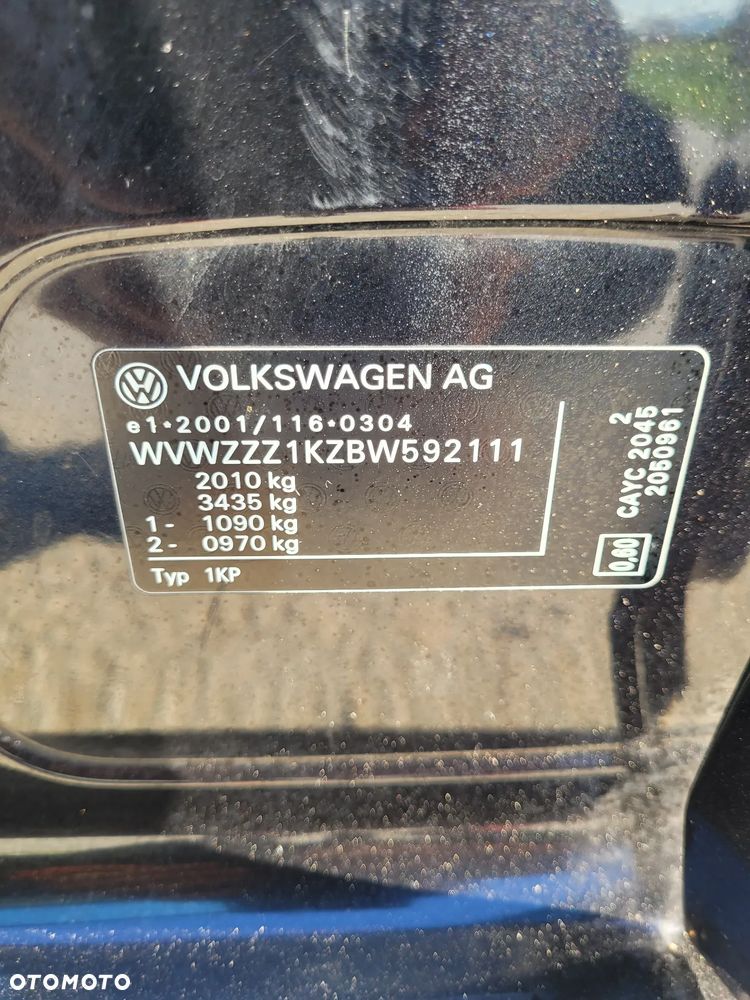 VOLKSWAGEN AG
e1*2001/116*0304
WVWZZZ1KZBW592111
2010 kg
3435 kg
1- 1090 kg
2- 0970 kg
Typ 1KP
2
CAYC 2045
2050961
0,60
OTOMOTO